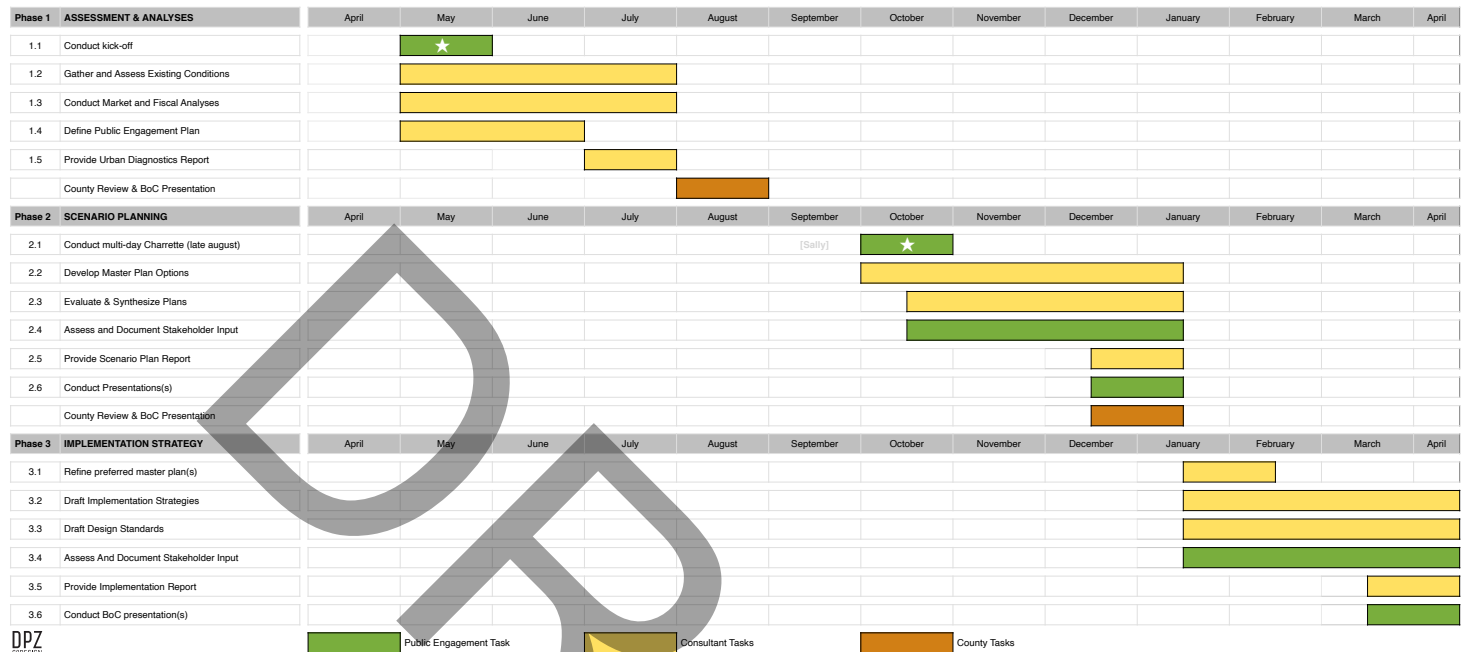 Phase 1 ASSESSMENT & ANALYSES April May June July August September October November December January February March April
1.1 Conduct kick-off
1.2 Gather and Assess Existing Conditions
1.3 Conduct Market and Fiscal Analyses
1.4 Define Public Engagement Plan
1.5 Provide Urban Diagnostics Report
County Review & BoC Presentation
Phase 2 SCENARIO PLANNING April May June July August September October November December January February March April
2.1 Conduct multi-day Charrette (late august) [Sally]
2.2 Develop Master Plan Options
2.3 Evaluate & Synthesize Plans
2.4 Assess and Document Stakeholder Input
2.5 Provide Scenario Plan Report
2.6 Conduct Presentations(s)
County Review & BoC Presentation
Phase 3 IMPLEMENTATION STRATEGY April May June July August September October November December January February March April
3.1 Refine preferred master plan(s)
3.2 Draft Implementation Strategies
3.3 Draft Design Standards
3.4 Assess And Document Stakeholder Input
3.5 Provide Implementation Report
3.6 Conduct BoC presentation(s)
DPZ Public Engagement Task Consultant Tasks County Tasks
D
R